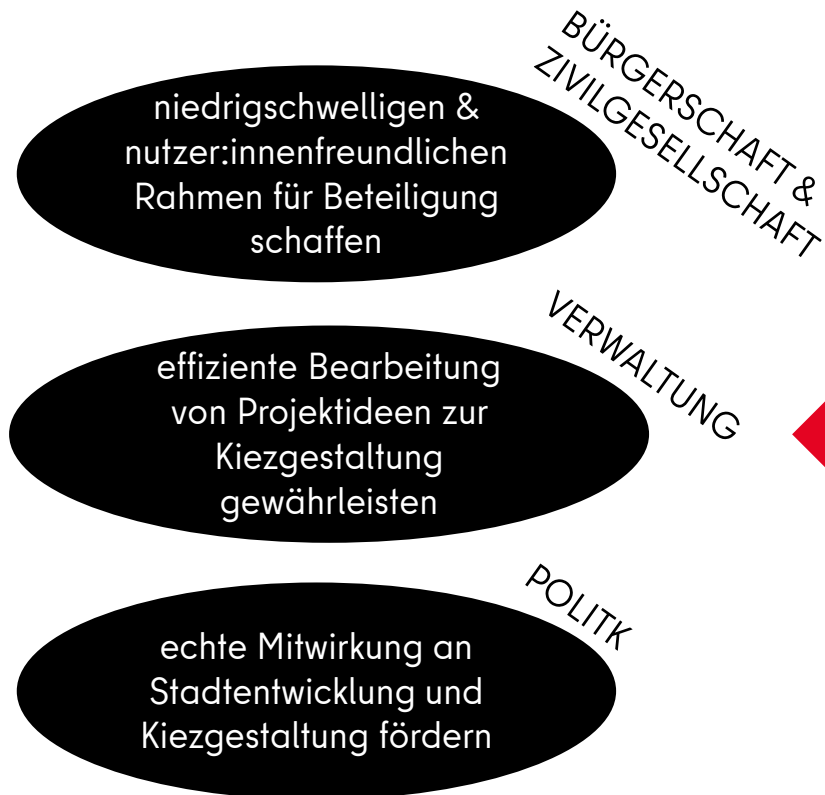 BÜRGERSCHAFT &
ZIVILGESELLSCHAFT
niedrigschwelligen &
nutzer:innenfreundlichen
Rahmen für Beteiligung
schaffen
VERWALTUNG
effiziente Bearbeitung
von Projektideen zur
Kiezgestaltung
gewährleisten
POLITK
echte Mitwirkung an
Stadtentwicklung und
Kiezgestaltung fördern